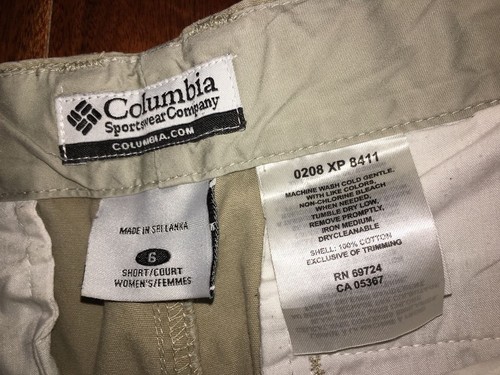 Columbia
Sportswear Company
COLUMBIA.COM
MADE IN SRI LANKA
6
SHORT/COURT
WOMEN'S/FEMMES
0208 XP 8411
MACHINE WASH COLD GENTLE,
WITH LIKE COLORS,
NON-CHLORINE BLEACH
WHEN NEEDED,
TUMBLE DRY LOW,
REMOVE PROMPTLY,
IRON MEDIUM,
DRYCLEANABLE
SHELL: 100% COTTON
EXCLUSIVE OF TRIMMING
RN 69724
CA 05367